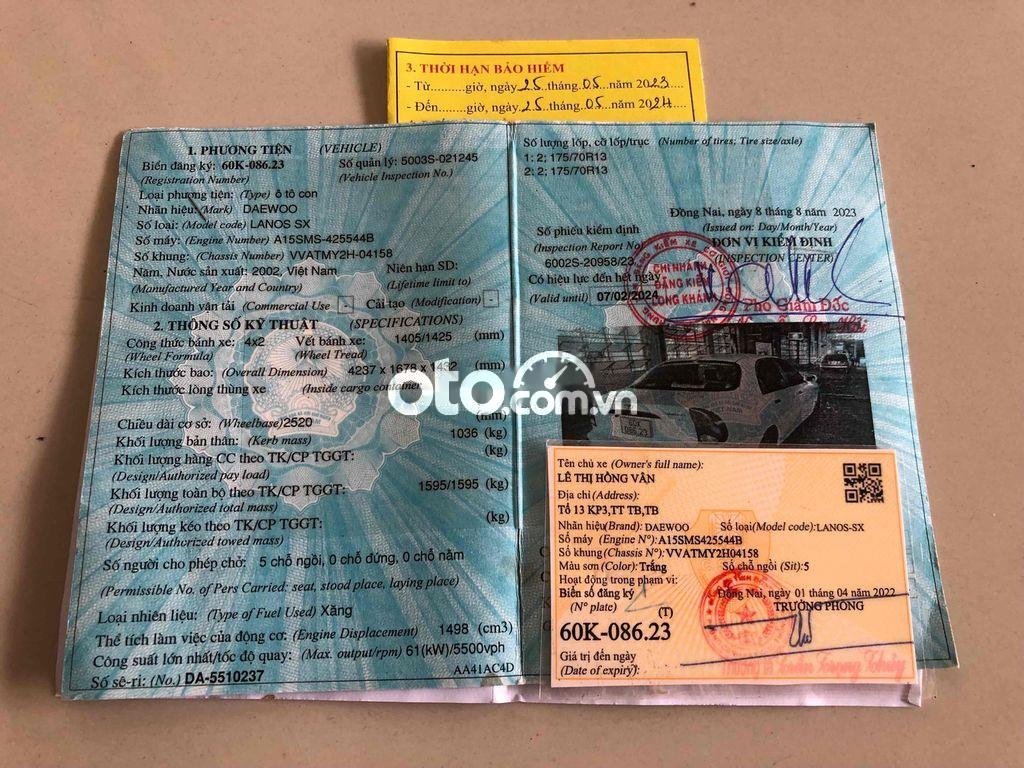 3. THỜI HẠN BẢO HIỂM
- Từ.........giờ, ngày 25 tháng 05 năm 2023
- Đến........giờ, ngày 25 tháng 05 năm 2024
1. PHƯƠNG TIỆN (VEHICLE)
Biển đăng ký: 60K-086.23 Số quản lý: 5003S-021245
(Registration Number) (Vehicle Inspection No.)
Loại phương tiện: (Type) ô tô con
Nhãn hiệu: (Mark) DAEWOO
Số loại: (Model code) LANOS SX
Số máy: (Engine Number) A15SMS-425544B
Số khung: (Chassis Number) VVATMY2H-04158
Năm, Nước sản xuất: 2002, Việt Nam Niên hạn SD:
(Manufactured Year and Country) (Lifetime limit to)
Kinh doanh vận tải (Commercial Use) - Cải tạo (Modification) -
2. THÔNG SỐ KỸ THUẬT (SPECIFICATIONS)
Công thức bánh xe: 4x2 Vết bánh xe: 1405/1425 (mm)
(Wheel Formula) (Wheel Tread)
Kích thước bao: (Overall Dimension) 4237 x 1678 x 1432 (mm)
Kích thước lòng thùng xe (Inside cargo container
(mm)
Chiều dài cơ sở: (Wheelbase) 2520
Khối lượng bản thân: (Kerb mass) 1036 (kg)
Khối lượng hàng CC theo TK/CP TGGT: (kg)
(Design/Authorized pay load)
Khối lượng toàn bộ theo TK/CP TGGT: 1595/1595 (kg)
(Design/Authorized total mass)
Khối lượng kéo theo TK/CP TGGT: (kg)
(Design/Authorized towed mass)
Số người cho phép chở: 5 chỗ ngồi, 0 chỗ đứng, 0 chỗ nằm
(Permissible No. of Pers Carried: seat, stood place, laying place)
Loại nhiên liệu: (Type of Fuel Used) Xăng
Thể tích làm việc của động cơ: (Engine Displacement) 1498 (cm3)
Công suất lớn nhất/tốc độ quay: (Max. output/rpm) 61(kW)/5500vph
Số sê-ri: (No.) DA-5510237 AA41AC4D
Số lượng lốp, cỡ lốp/trục (Number of tires; Tire size/axle)
1: 2; 175/70R13
2: 2; 175/70R13
Đồng Nai, ngày 8 tháng 8 năm 2023
Số phiếu kiểm định (Issued on: Day/Month/Year)
(Inspection Report No ĐƠN VỊ KIỂM ĐỊNH
6002S-20958/23 (INSPECTION CENTER)
Có hiệu lực đến hết ngày
(Valid until) 07/02/2024
CHI NHÁNH
ĐĂNG KIỂM
LONG KHÁNH
Phó Giám Đốc
oto.com.vn
60K
086.23
Tên chủ xe (Owner's full name):
LÊ THỊ HỒNG VÂN
Địa chỉ (Address):
Tổ 13 KP3,TT TB,TB
Nhãn hiệu(Brand): DAEWOO Số loại(Model code):LANOS-SX
Số máy (Engine N°):A15SMS425544B
Số khung(Chassis N°):VVATMY2H04158
Màu sơn (Color): Trắng Số chỗ ngồi (Sit):5
Hoạt động trong phạm vi:
Biển số đăng ký Đồng Nai, ngày 01 tháng 04 năm 2022
(N° plate) (T) TRƯỞNG PHÒNG
60K-086.23
Giá trị đến ngày
(Date of expiry):